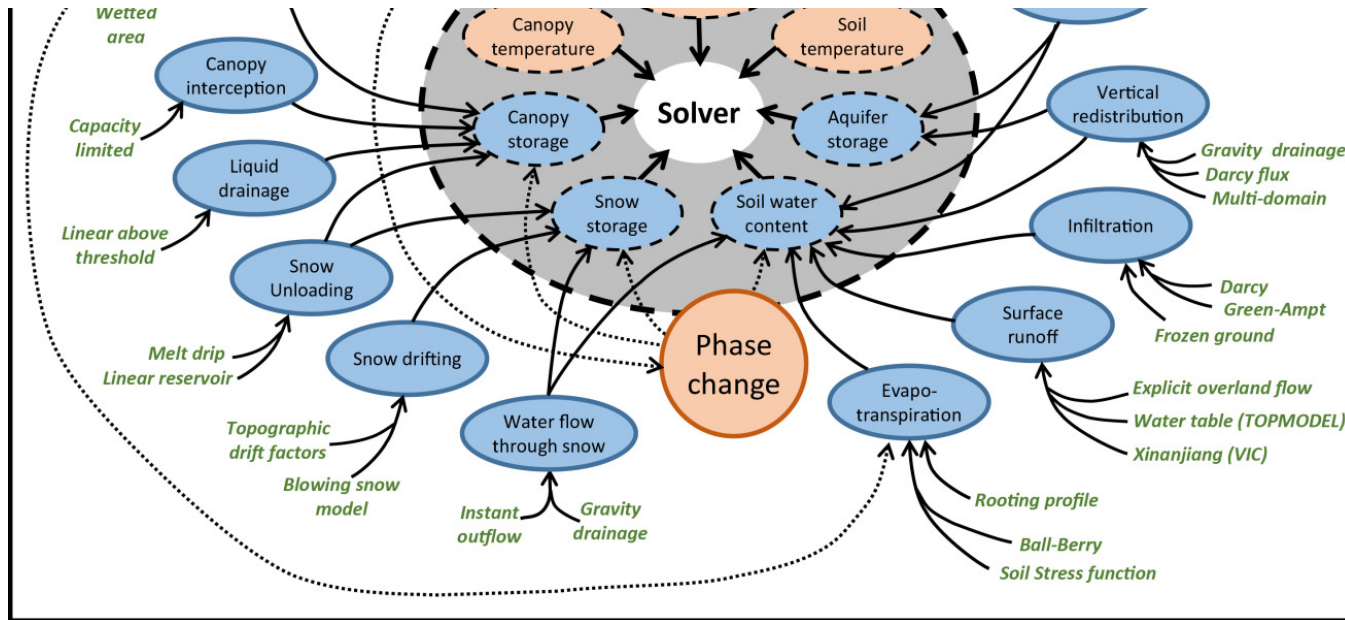 Wetted
area
Canopy
temperature
Soil
temperature
Canopy
interception
Capacity
limited
Canopy
storage
Solver
Aquifer
storage
Vertical
redistribution
Gravity drainage
Darcy flux
Multi-domain
Liquid
drainage
Linear above
threshold
Snow
storage
Soil water
content
Infiltration
Darcy
Green-Ampt
Frozen ground
Snow
Unloading
Melt drip
Linear reservoir
Snow drifting
Topographic
drift factors
Blowing snow
model
Phase
change
Surface
runoff
Explicit overland flow
Water table (TOPMODEL)
Xinanjiang (VIC)
Water flow
through snow
Instant
outflow
Gravity
drainage
Evapo-
transpiration
Rooting profile
Ball-Berry
Soil Stress function